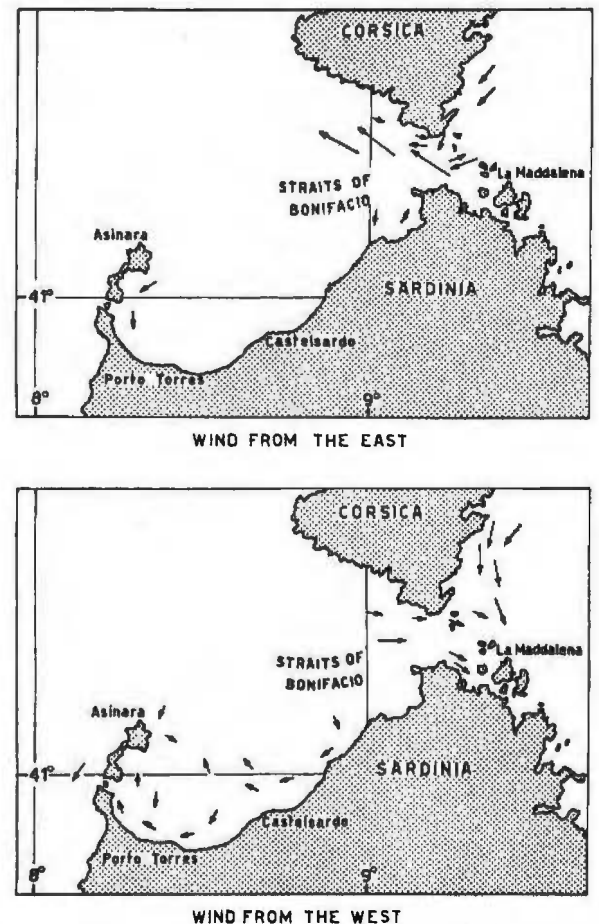 CORSICA
La Maddalena
STRAITS OF
BONIFACIO
Asinara
SARDINIA
41°
Castelsardo
Porto Torres
8°
9°
WIND FROM THE EAST
CORSICA
La Maddalena
STRAITS OF
BONIFACIO
Asinara
SARDINIA
41°
Castelsardo
Porto Torres
8°
9°
WIND FROM THE WEST